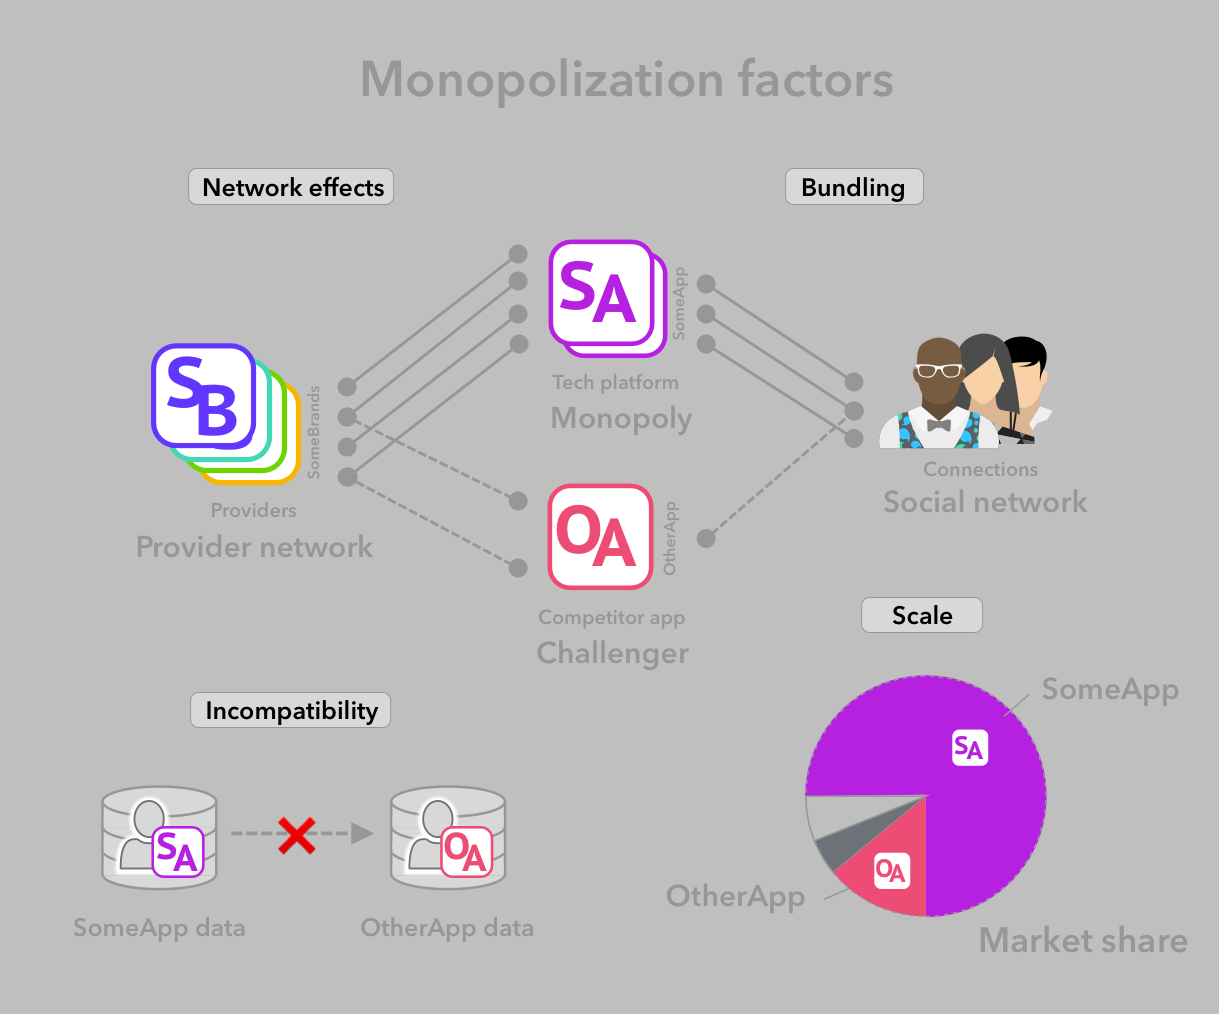 Monopolization factors
Network effects
Bundling
SA
SomeApp
Tech platform
Monopoly
SB
SomeBrands
Providers
Provider network
Connections
Social network
OA
OtherApp
Competitor app
Challenger
Scale
SomeApp
SA
OA
OtherApp
Market share
Incompatibility
SA
OA
SomeApp data
OtherApp data